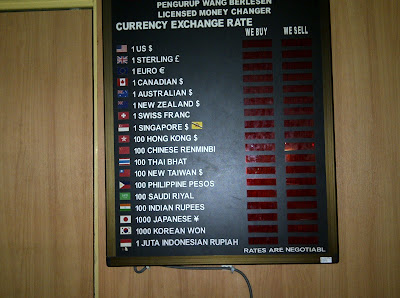 PENGURUP WANG BERLESEN
LICENSED MONEY CHANGER
CURRENCY EXCHANGE RATE
WE BUY WE SELL
1 US $
1 STERLING £
1 EURO €
1 CANADIAN $
1 AUSTRALIAN $
1 NEW ZEALAND $
1 SWISS FRANC
1 SINGAPORE $
100 HONG KONG $
100 CHINESE RENMINBI
100 THAI BHAT
100 NEW TAIWAN $
100 PHILIPPINE PESOS
100 SAUDI RIYAL
100 INDIAN RUPEES
1000 JAPANESE ¥
1000 KOREAN WON
1 JUTA INDONESIAN RUPIAH
RATES ARE NEGOTIABL